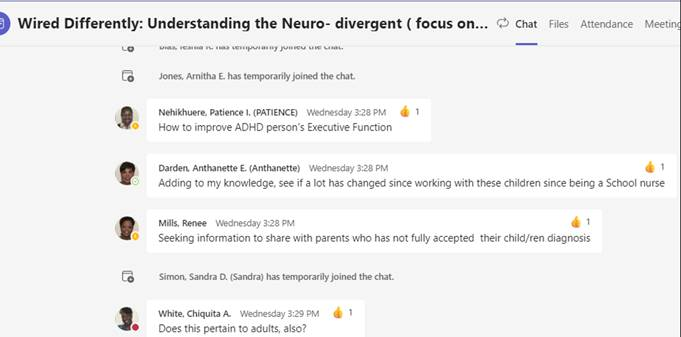 Wired Differently: Understanding the Neuro- divergent ( focus on...
Chat Files Attendance Meeting
has temporarily joined the chat.
Jones, Arnitha E. has temporarily joined the chat.
Nehikhuere, Patience I. (PATIENCE) Wednesday 3:28 PM 1
How to improve ADHD person's Executive Function
Darden, Anthanette E. (Anthanette) Wednesday 3:28 PM 1
Adding to my knowledge, see if a lot has changed since working with these children since being a School nurse
Mills, Renee Wednesday 3:28 PM 1
Seeking information to share with parents who has not fully accepted their child/ren diagnosis
Simon, Sandra D. (Sandra) has temporarily joined the chat.
White, Chiquita A. Wednesday 3:29 PM 1
Does this pertain to adults, also?